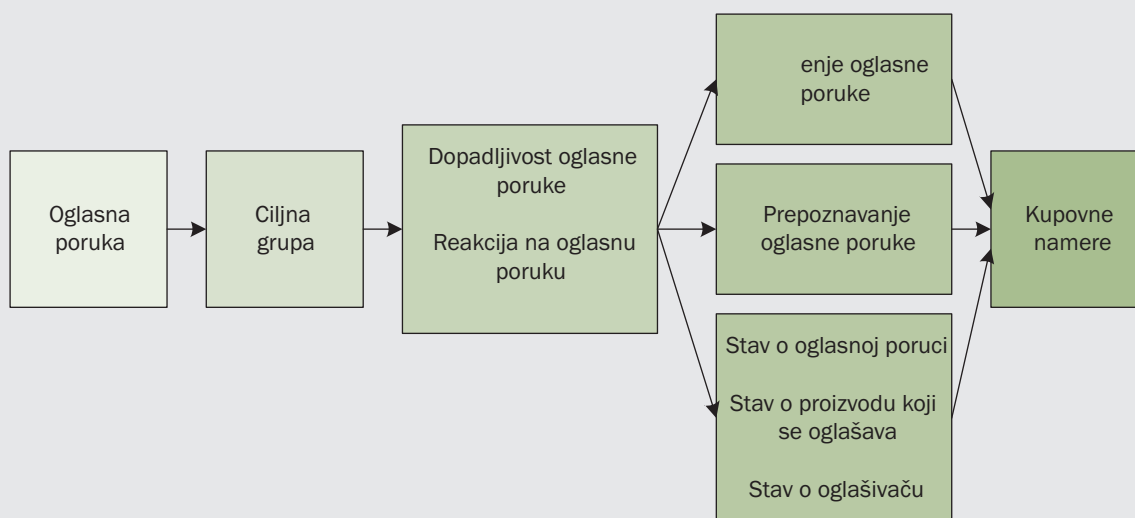 Oglasna
poruka
Ciljna
grupa
Dopadljivost oglasne
poruke
Reakcija na oglasnu
poruku
enje oglasne
poruke
Prepoznavanje
oglasne poruke
Stav o oglasnoj poruci
Stav o proizvodu koji
se oglašava
Stav o oglašivaču
Kupovne
namere